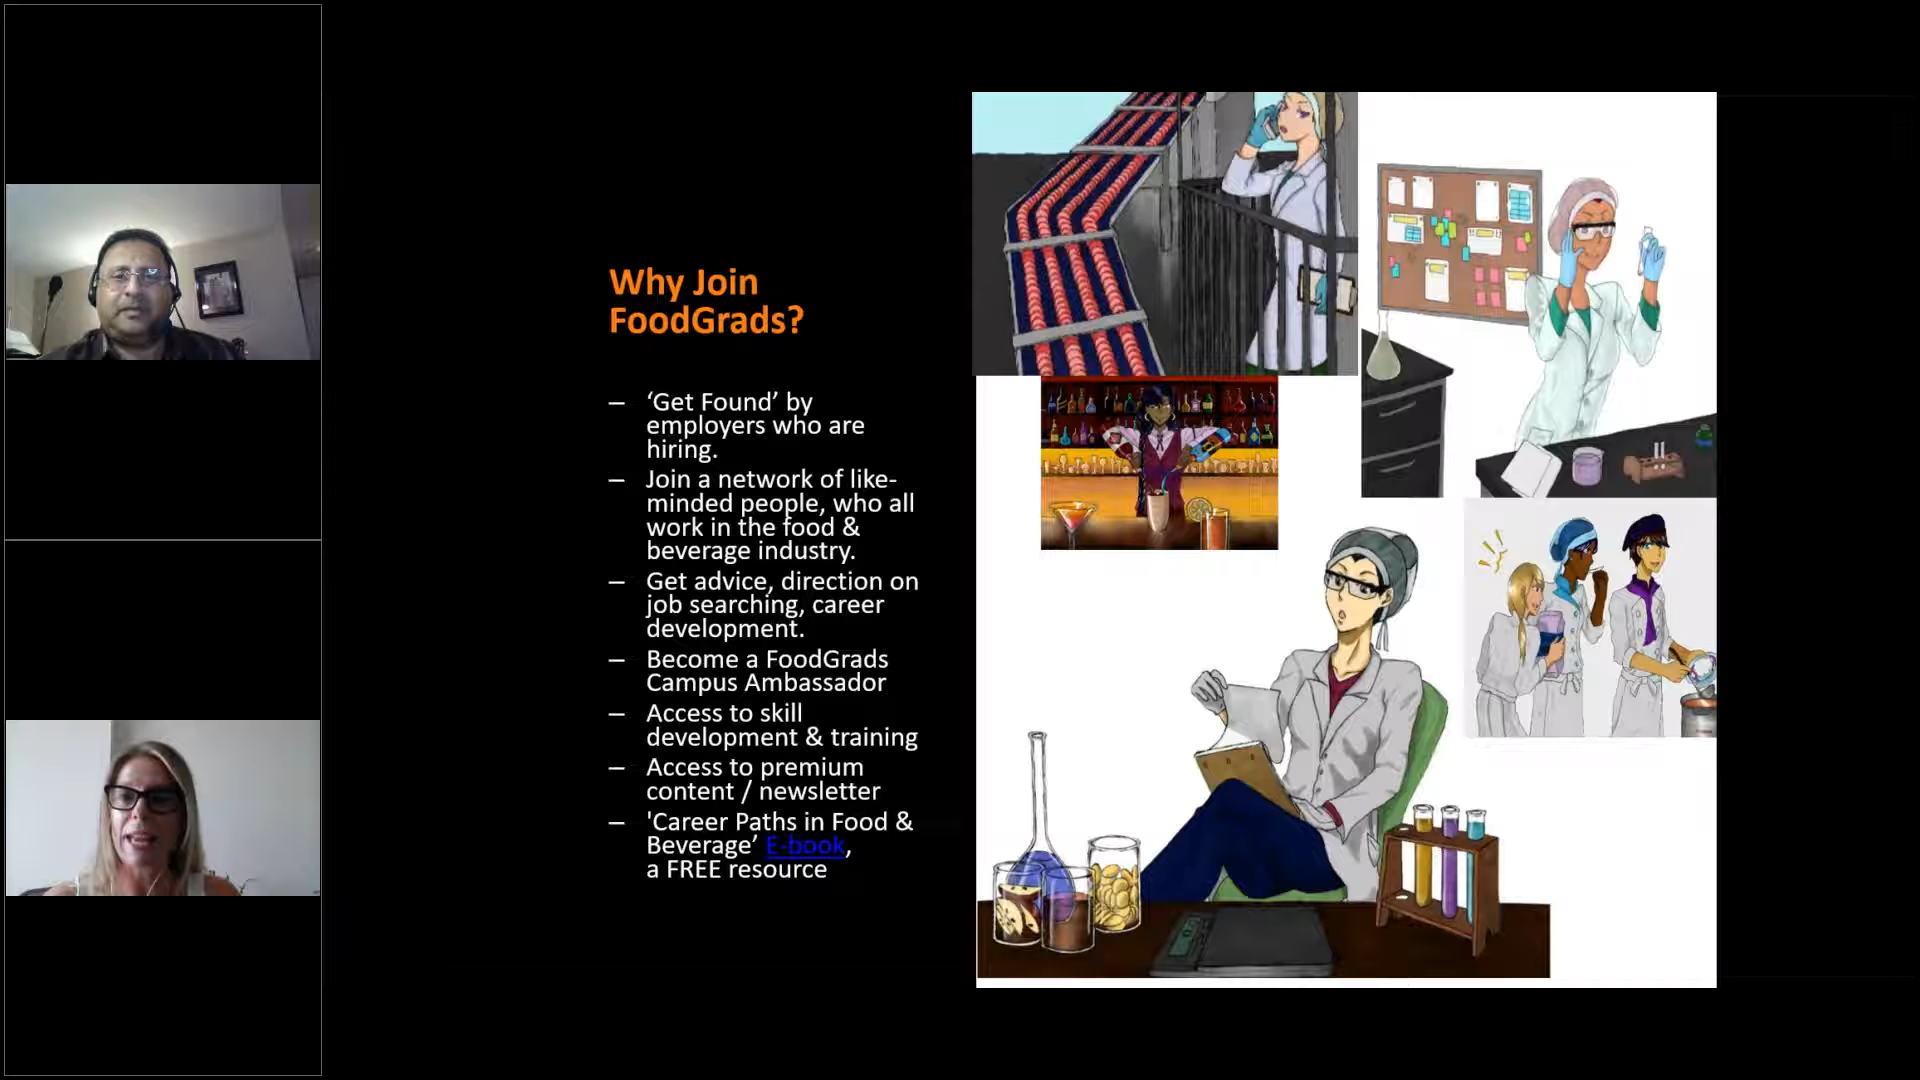 Why Join
FoodGrads?
– ‘Get Found’ by
employers who are
hiring.
– Join a network of like-
minded people, who all
work in the food &
beverage industry.
– Get advice, direction on
job searching, career
development.
– Become a FoodGrads
Campus Ambassador
– Access to skill
development & training
– Access to premium
content / newsletter
– 'Career Paths in Food &
Beverage’ E-book,
a FREE resource